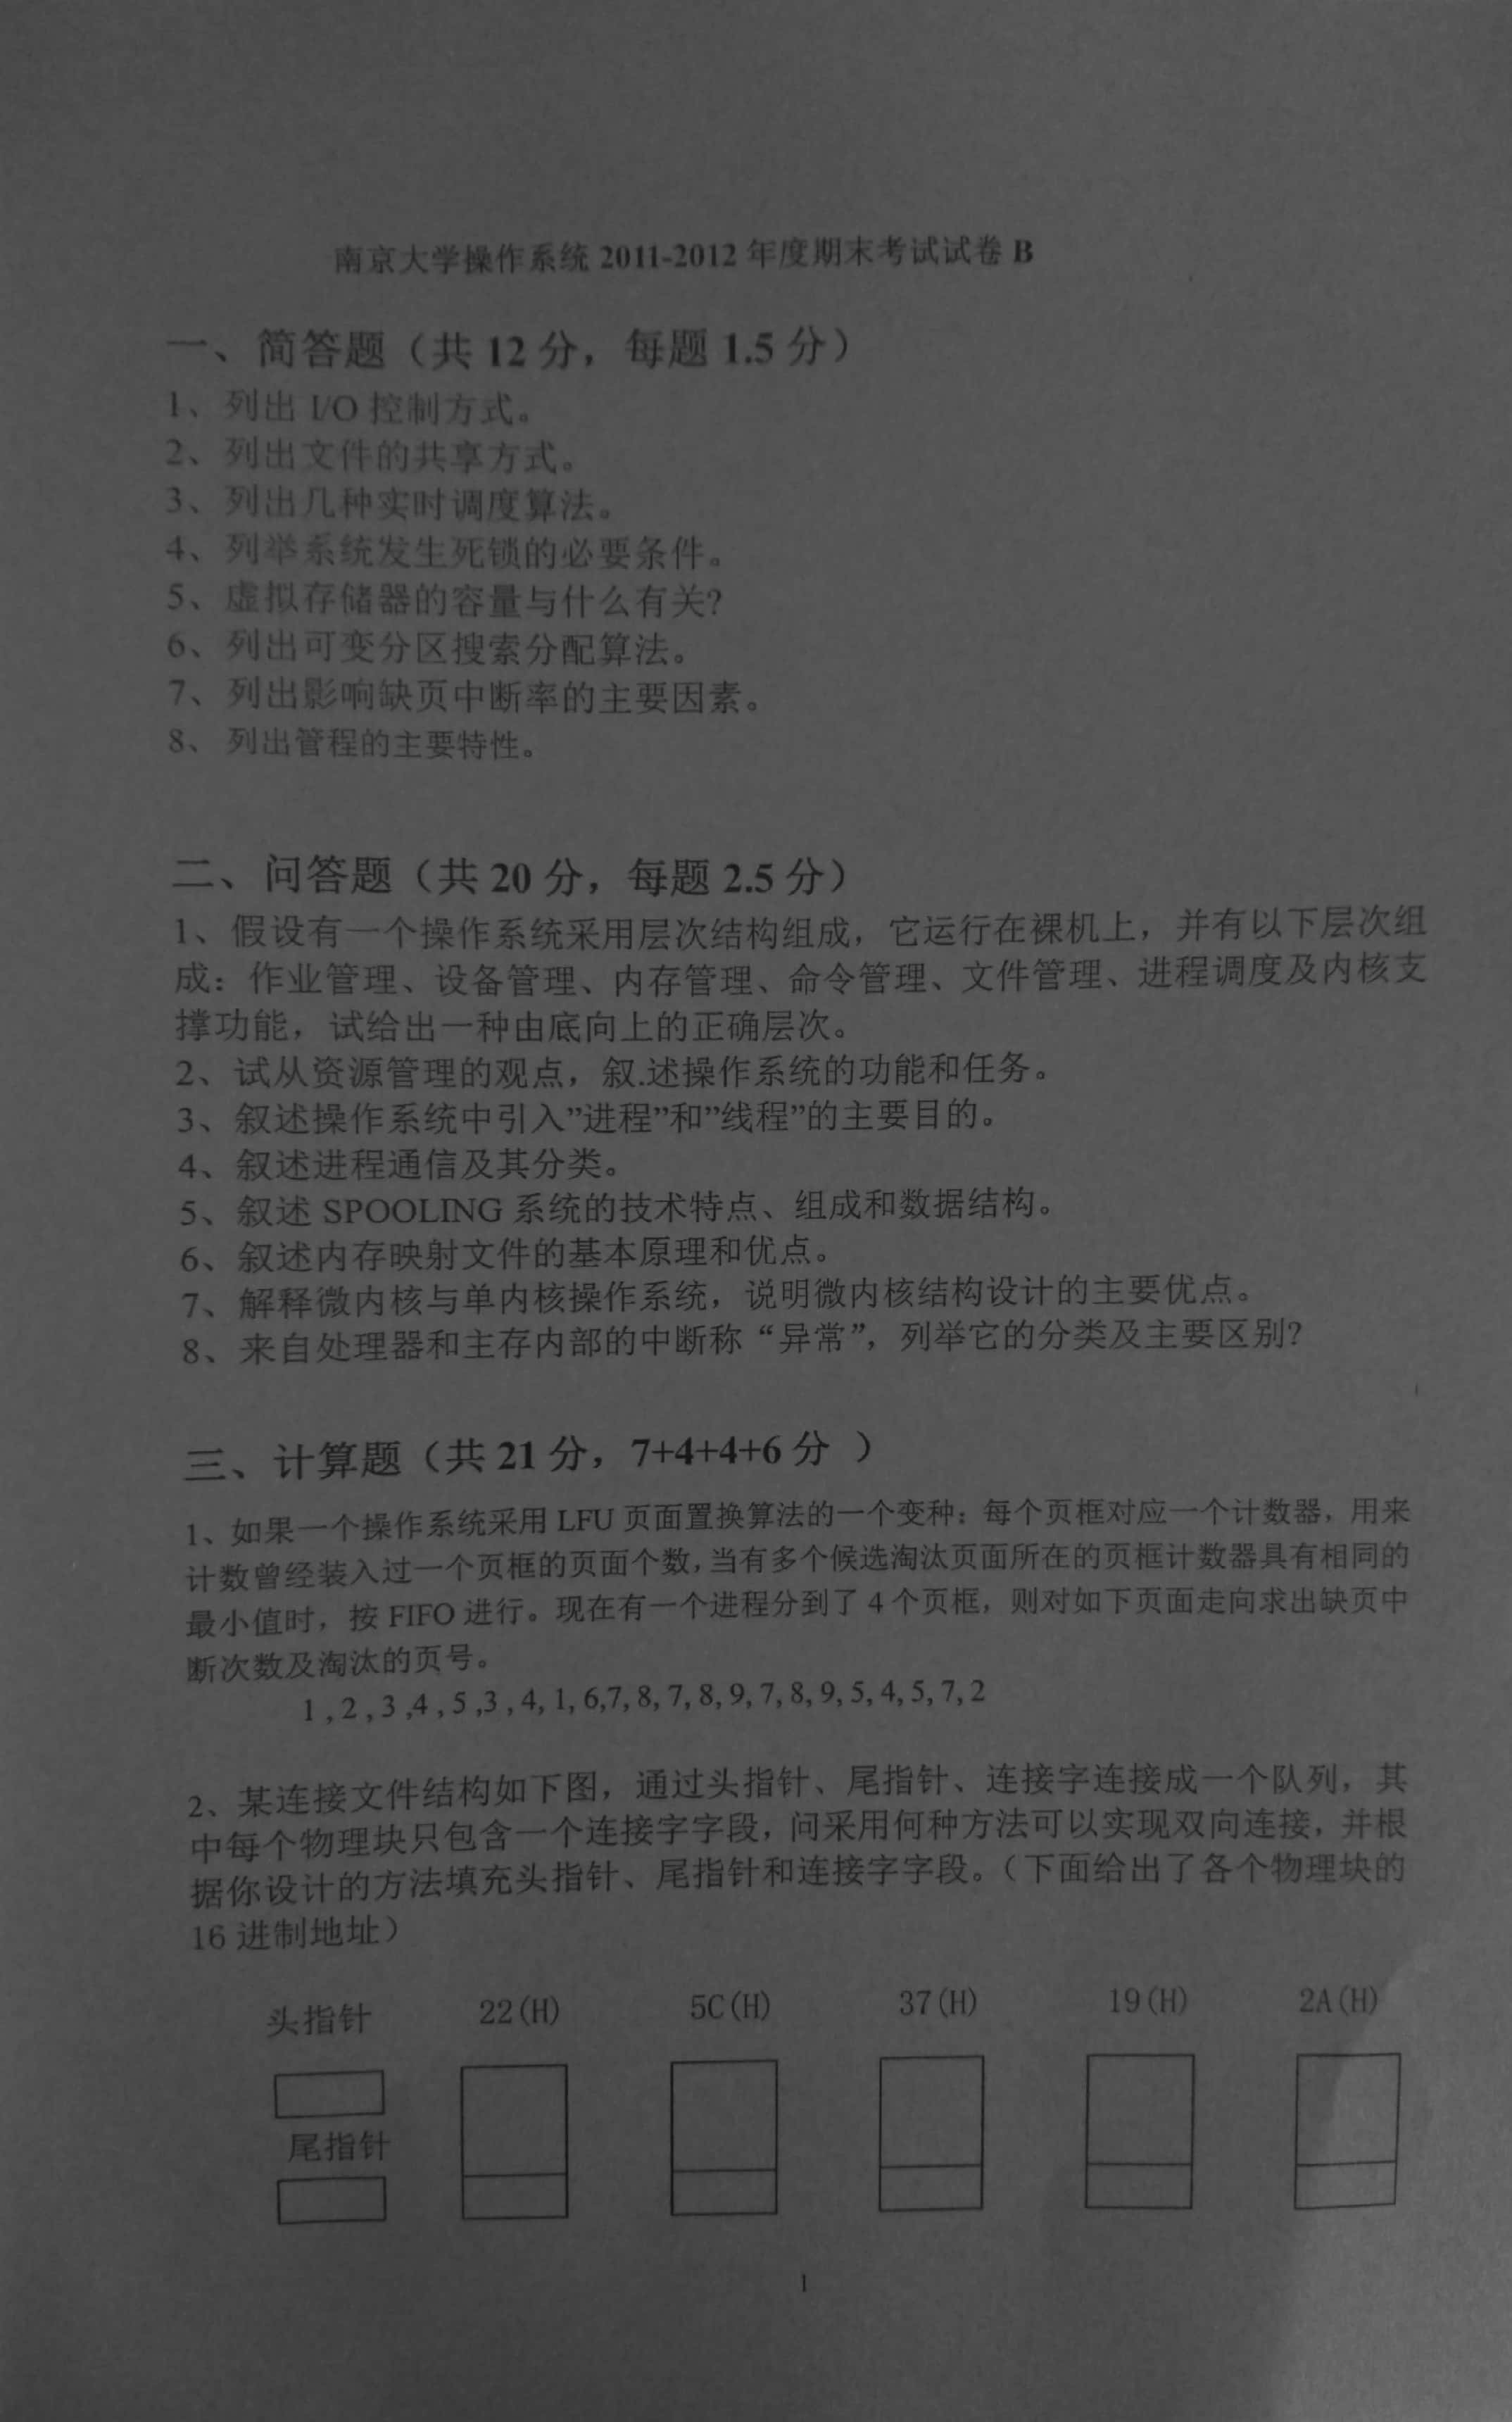 南京大学操作系统 2011-2012 年度期末考试试卷 B
一、简答题（共 12 分，每题 1.5 分）
1、列出 I/O 控制方式。
2、列出文件的共享方式。
3、列出几种实时调度算法。
4、列举系统发生死锁的必要条件。
5、虚拟存储器的容量与什么有关?
6、列出可变分区搜索分配算法。
7、列出影响缺页中断率的主要因素。
8、列出管程的主要特性。
二、问答题（共 20 分，每题 2.5 分）
1、假设有一个操作系统采用层次结构组成，它运行在裸机上，并有以下层次组
成：作业管理、设备管理、内存管理、命令管理、文件管理、进程调度及内核支
撑功能，试给出一种由底向上的正确层次。
2、试从资源管理的观点，叙.述操作系统的功能和任务。
3、叙述操作系统中引入”进程”和”线程”的主要目的。
4、叙述进程通信及其分类。
5、叙述 SPOOLING 系统的技术特点、组成和数据结构。
6、叙述内存映射文件的基本原理和优点。
7、解释微内核与单内核操作系统，说明微内核结构设计的主要优点。
8、来自处理器和主存内部的中断称“异常”，列举它的分类及主要区别?
三、计算题（共 21 分，7+4+4+6 分 ）
1、如果一个操作系统采用 LFU 页面置换算法的一个变种：每个页框对应一个计数器，用来
计数曾经装入过一个页框的页面个数，当有多个候选淘汰页面所在的页框计数器具有相同的
最小值时，按 FIFO 进行。现在有一个进程分到了 4 个页框，则对如下页面走向求出缺页中
断次数及淘汰的页号。
1 , 2 , 3 ,4 , 5 ,3 , 4, 1, 6,7, 8, 7, 8, 9, 7, 8, 9, 5, 4, 5, 7, 2
2、某连接文件结构如下图，通过头指针、尾指针、连接字连接成一个队列，其
中每个物理块只包含一个连接字字段，问采用何种方法可以实现双向连接，并根
据你设计的方法填充头指针、尾指针和连接字字段。（下面给出了各个物理块的
16 进制地址）
头指针 22(H) 5C(H) 37(H) 19(H) 2A(H)
尾指针
1